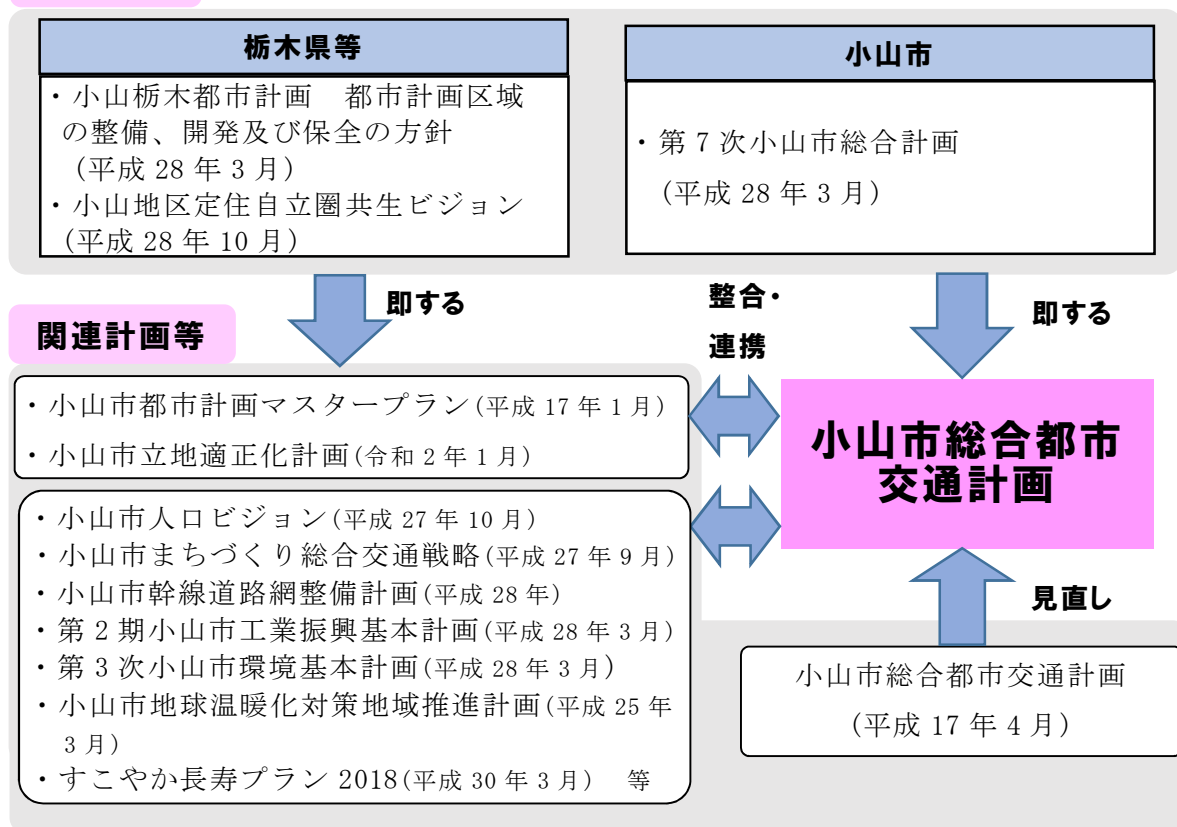 栃木県等
・小山栃木都市計画　都市計画区域
の整備、開発及び保全の方針
(平成 28 年 3 月)
・小山地区定住自立圏共生ビジョン
(平成 28 年 10 月)
小山市
・第 7 次小山市総合計画
(平成 28 年 3 月)
即する
整合・
連携
即する
関連計画等
・小山市都市計画マスタープラン(平成 17 年 1 月)
・小山市立地適正化計画(令和 2 年 1 月)
小山市総合都市
交通計画
・小山市人口ビジョン(平成 27 年 10 月)
・小山市まちづくり総合交通戦略(平成 27 年 9 月)
・小山市幹線道路網整備計画(平成 28 年)
・第 2 期小山市工業振興基本計画(平成 28 年 3 月)
・第 3 次小山市環境基本計画(平成 28 年 3 月)
・小山市地球温暖化対策地域推進計画(平成 25 年
3 月)
・すこやか長寿プラン 2018(平成 30 年 3 月)　等
見直し
小山市総合都市交通計画
(平成 17 年 4 月)